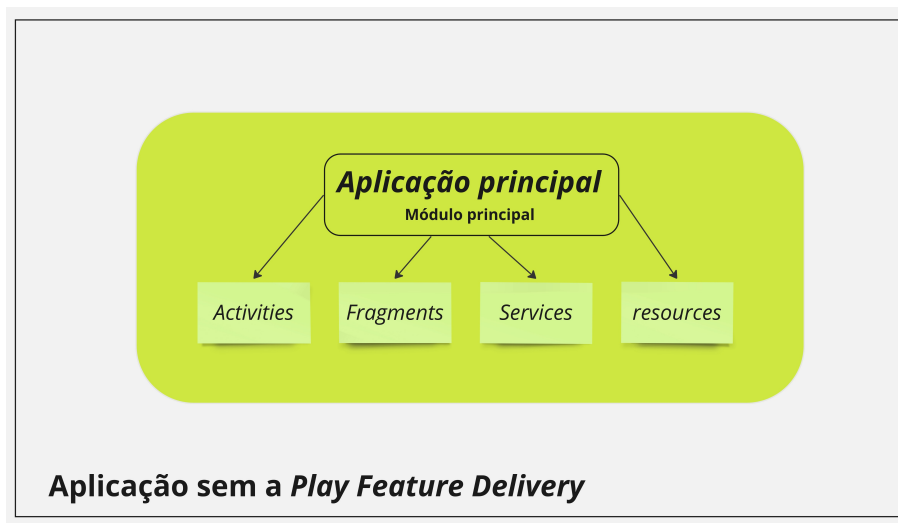 Aplicação principal
Módulo principal
Activities
Fragments
Services
resources
Aplicação sem a Play Feature Delivery